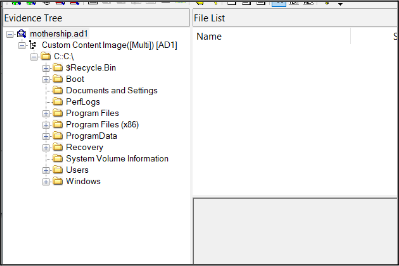 Evidence Tree
File List
mothership.ad1
Custom Content Image([Multi]) [AD1]
C::C:\
$Recycle.Bin
Boot
Documents and Settings
PerfLogs
Program Files
Program Files (x86)
ProgramData
Recovery
System Volume Information
Users
Windows
Name
S